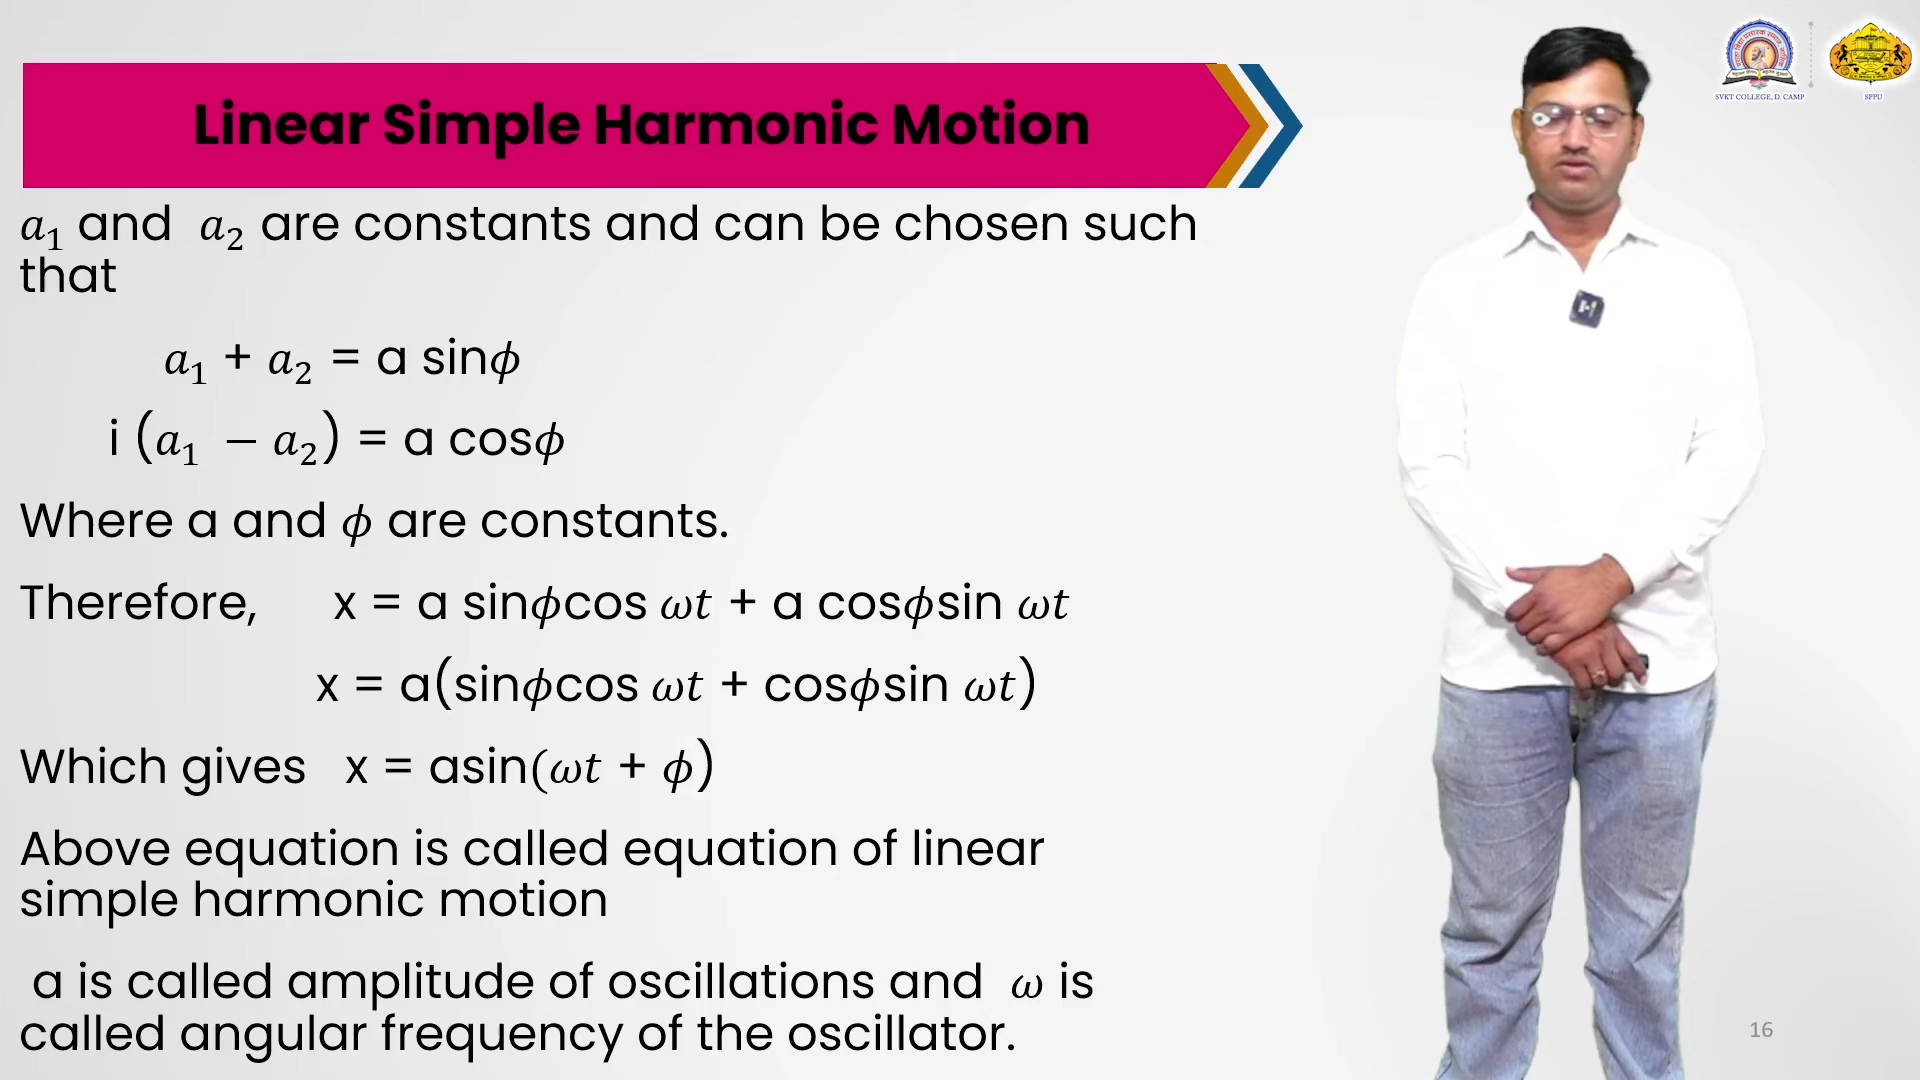 Linear Simple Harmonic Motion
SVKT COLLEGE, D. CAMP
SPPU
𝑎₁ and 𝑎₂ are constants and can be chosen such
that
𝑎₁ + 𝑎₂ = a sin𝜙
i (𝑎₁ − 𝑎₂) = a cos𝜙
Where a and 𝜙 are constants.
Therefore, x = a sin𝜙cos 𝜔𝑡 + a cos𝜙sin 𝜔𝑡
x = a(sin𝜙cos 𝜔𝑡 + cos𝜙sin 𝜔𝑡)
Which gives x = asin(𝜔𝑡 + 𝜙)
Above equation is called equation of linear
simple harmonic motion
a is called amplitude of oscillations and 𝜔 is
called angular frequency of the oscillator.
16